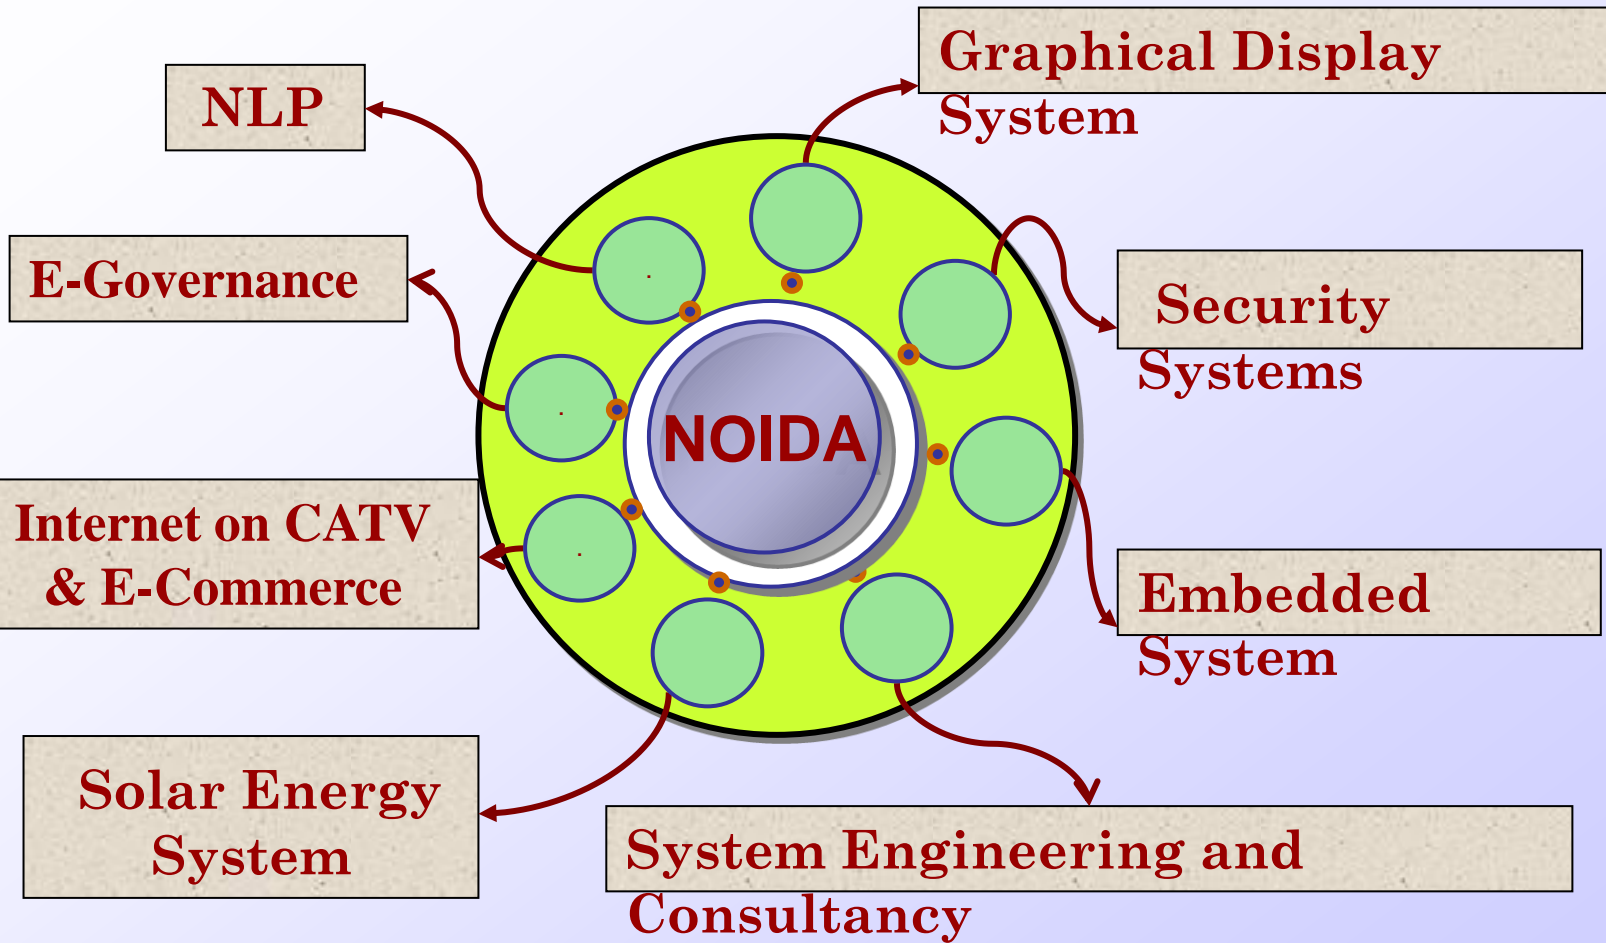 Graphical Display
System
NLP
E-Governance
Security
Systems
NOIDA
Internet on CATV
& E-Commerce
Embedded
System
Solar Energy
System
System Engineering and
Consultancy